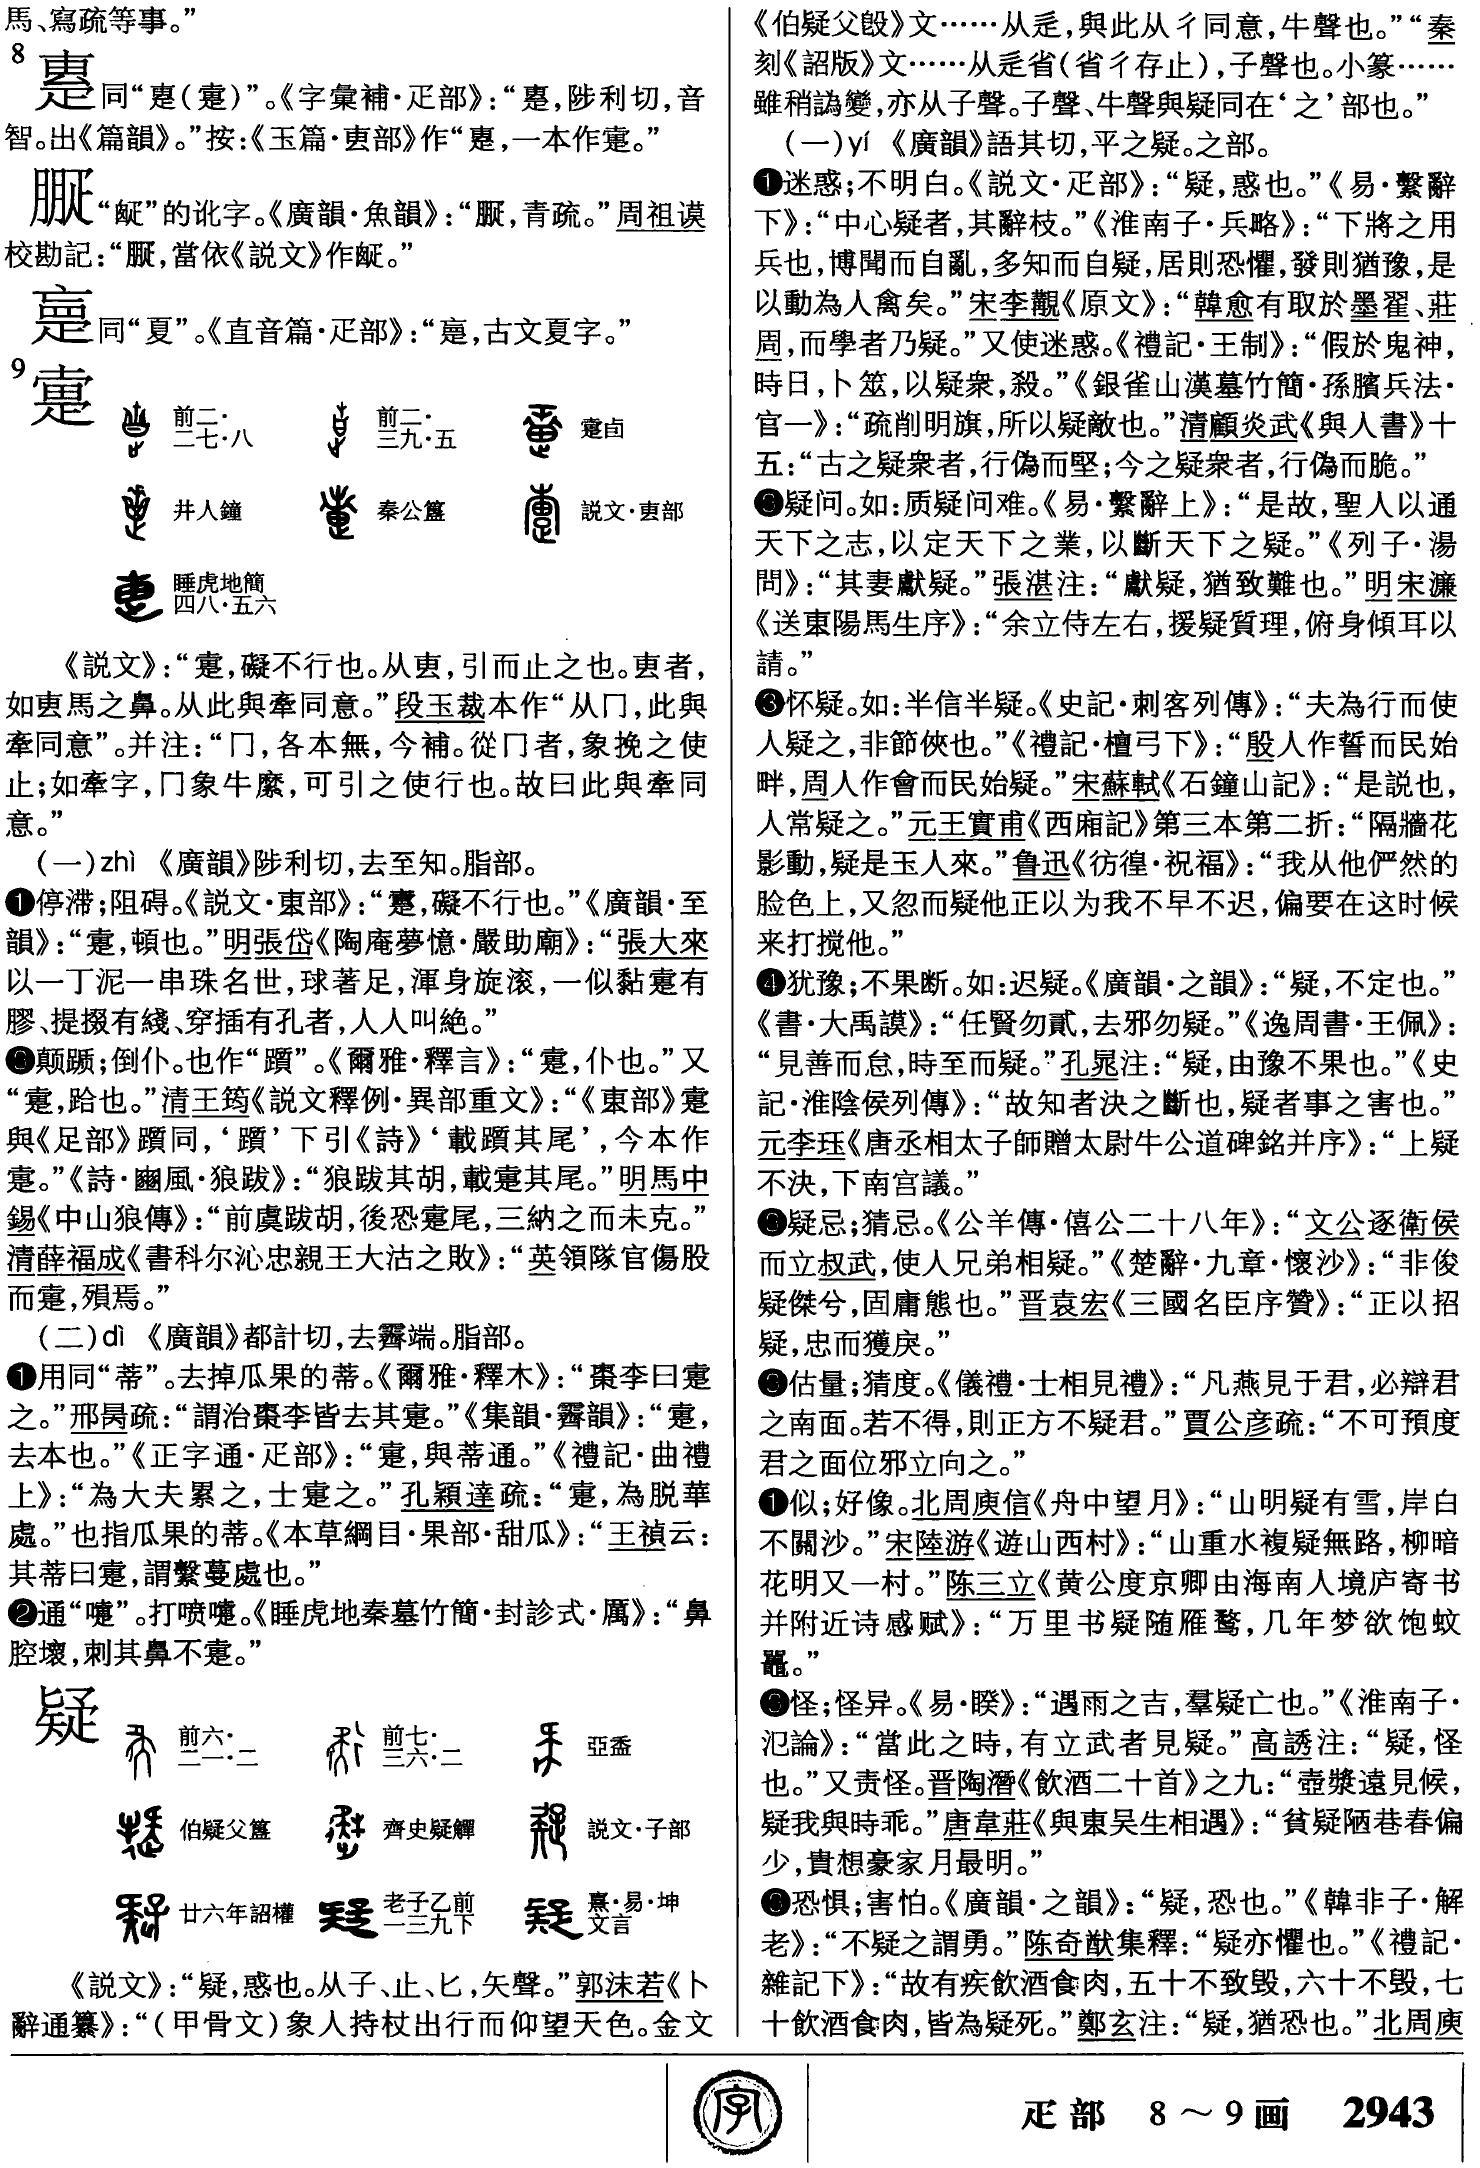 馬、寫疏等事。”
8
疐同“疐(疐)”。《字彙補·疋部》:“疐,陟利切,音
智。出《篇韻》。”按:《玉篇·叀部》作“疐,一本作疐。”
“䟽”的讹字。《廣韻·魚韻》:“,青疏。”周祖谟
校勘記:“,當依《説文》作。”
同“夏”。《直音篇·疋部》:“,古文夏字。”
9
疐
前二· 前二· 疐卣
二七·八 三九·五
井人鐘 秦公簋 説文·叀部
睡虎地簡
四八·五六
《説文》:“疐,礙不行也。从叀,引而止之也。叀者,
如叀馬之鼻。从此與牽同意。”段玉裁本作“从冂,此與
牽同意”。并注:“冂,各本無,今補。從冂者,象挽之使
止;如牽字,冂象牛縻,可引之使行也。故曰此與牽同
意。”
(一)zhì 《廣韻》陟利切,去至知。脂部。
❶停滞;阻碍。《説文·叀部》:“疐,礙不行也。”《廣韻·至
韻》:“疐,頓也。”明張岱《陶庵夢憶·嚴助廟》:“張大來
以一丁泥一串珠名世,球著足,渾身旋滚,一似黏疐有
膠、提掇有綫、穿插有孔者,人人叫絶。”
❷颠踬;倒仆。也作“躓”。《爾雅·釋言》:“疐,仆也。”又
“疐,跲也。”清王筠《説文釋例·異部重文》:“《叀部》疐
與《足部》躓同,‘躓’下引《詩》‘載躓其尾’,今本作
疐。”《詩·豳風·狼跋》:“狼跋其胡,載疐其尾。”明馬中
錫《中山狼傳》:“前虞跋胡,後恐疐尾,三納之而未克。”
清薛福成《書科尔沁忠親王大沽之敗》:“英領隊官傷股
而疐,殞焉。”
(二)dì 《廣韻》都計切,去霽端。脂部。
❶用同“蒂”。去掉瓜果的蒂。《爾雅·釋木》:“棗李曰疐
之。”邢昺疏:“謂治棗李皆去其疐。”《集韻·霽韻》:“疐,
去本也。”《正字通·疋部》:“疐,與蒂通。”《禮記·曲禮
上》:“為大夫累之,士疐之。”孔穎達疏:“疐,為脱華
處。”也指瓜果的蒂。《本草綱目·果部·甜瓜》:“王禎云:
其蒂曰疐,謂繫蔓處也。”
❷通“嚏”。打喷嚏。《睡虎地秦墓竹簡·封診式·厲》:“鼻
腔壞,刺其鼻不疐。”
疑
前六· 前七· 亞盉
二一·二 三六·二
伯疑父簋 齊史疑觶 説文·子部
廿六年詔權 老子乙前 熹·易·坤
一三九下 文言
《説文》:“疑,惑也。从子、止、匕,矢聲。”郭沫若《卜
辭通纂》:“(甲骨文)象人持杖出行而仰望天色。金文
《伯疑父𣪘》文……从辵,與此从彳同意,牛聲也。”“秦
刻《詔版》文……从辵省(省彳存止),子聲也。小篆……
雖稍譌變,亦从子聲。子聲、牛聲與疑同在‘之’部也。”
(一)yí 《廣韻》語其切,平之疑。之部。
❶迷惑;不明白。《説文·疋部》:“疑,惑也。”《易·繫辭
下》:“中心疑者,其辭枝。”《淮南子·兵略》:“下將之用
兵也,博聞而自亂,多知而自疑,居則恐懼,發則猶豫,是
以動為人禽矣。”宋李覯《原文》:“韓愈有取於墨翟、莊
周,而學者乃疑。”又使迷惑。《禮記·王制》:“假於鬼神,
時日,卜筮,以疑衆,殺。”《銀雀山漢墓竹簡·孫臏兵法·
官一》:“疏削明旗,所以疑敵也。”清顧炎武《與人書》十
五:“古之疑衆者,行偽而堅;今之疑衆者,行偽而脆。”
❷疑问。如:质疑问难。《易·繫辭上》:“是故,聖人以通
天下之志,以定天下之業,以斷天下之疑。”《列子·湯
問》:“其妻獻疑。”張湛注:“獻疑,猶致難也。”明宋濂
《送東陽馬生序》:“余立侍左右,援疑質理,俯身傾耳以
請。”
❸怀疑。如:半信半疑。《史記·刺客列傳》:“夫為行而使
人疑之,非節俠也。”《禮記·檀弓下》:“殷人作誓而民始
畔,周人作會而民始疑。”宋蘇軾《石鐘山記》:“是説也,
人常疑之。”元王實甫《西廂記》第三本第二折:“隔牆花
影動,疑是玉人來。”鲁迅《彷徨·祝福》:“我从他俨然的
脸色上,又忽而疑他正以为我不早不迟,偏要在这时候
来打搅他。”
❹犹豫;不果断。如:迟疑。《廣韻·之韻》:“疑,不定也。”
《書·大禹謨》:“任賢勿貳,去邪勿疑。”《逸周書·王佩》:
“見善而怠,時至而疑。”孔晁注:“疑,由豫不果也。”《史
記·淮陰侯列傳》:“故知者決之斷也,疑者事之害也。”
元李珏《唐丞相太子師贈太尉牛公道碑銘并序》:“上疑
不決,下南宫議。”
❺疑忌;猜忌。《公羊傳·僖公二十八年》:“文公逐衛侯
而立叔武,使人兄弟相疑。”《楚辭·九章·懷沙》:“非俊
疑傑兮,固庸態也。”晋袁宏《三國名臣序贊》:“正以招
疑,忠而獲戾。”
❻估量;猜度。《儀禮·士相見禮》:“凡燕見于君,必辯君
之南面。若不得,則正方不疑君。”賈公彦疏:“不可預度
君之面位邪立向之。”
❼似;好像。北周庾信《舟中望月》:“山明疑有雪,岸白
不關沙。”宋陸游《遊山西村》:“山重水複疑無路,柳暗
花明又一村。”陈三立《黄公度京卿由海南人境庐寄书
并附近诗感赋》:“万里书疑随雁鹜,几年梦欲饱蚊
鼍。”
❽怪;怪异。《易·睽》:“遇雨之吉,羣疑亡也。”《淮南子·
氾論》:“當此之時,有立武者見疑。”高誘注:“疑,怪
也。”又责怪。晋陶潛《飲酒二十首》之九:“壺漿遠見候,
疑我與時乖。”唐韋莊《與東吴生相遇》:“貧疑陋巷春偏
少,貴想豪家月最明。”
❾恐惧;害怕。《廣韻·之韻》:“疑,恐也。”《韓非子·解
老》:“不疑之謂勇。”陈奇猷集釋:“疑亦懼也。”《禮記·
雜記下》:“故有疾飲酒食肉,五十不致毁,六十不毁,七
十飲酒食肉,皆為疑死。”鄭玄注:“疑,猶恐也。”北周庾
字
疋部 8～9画 2943